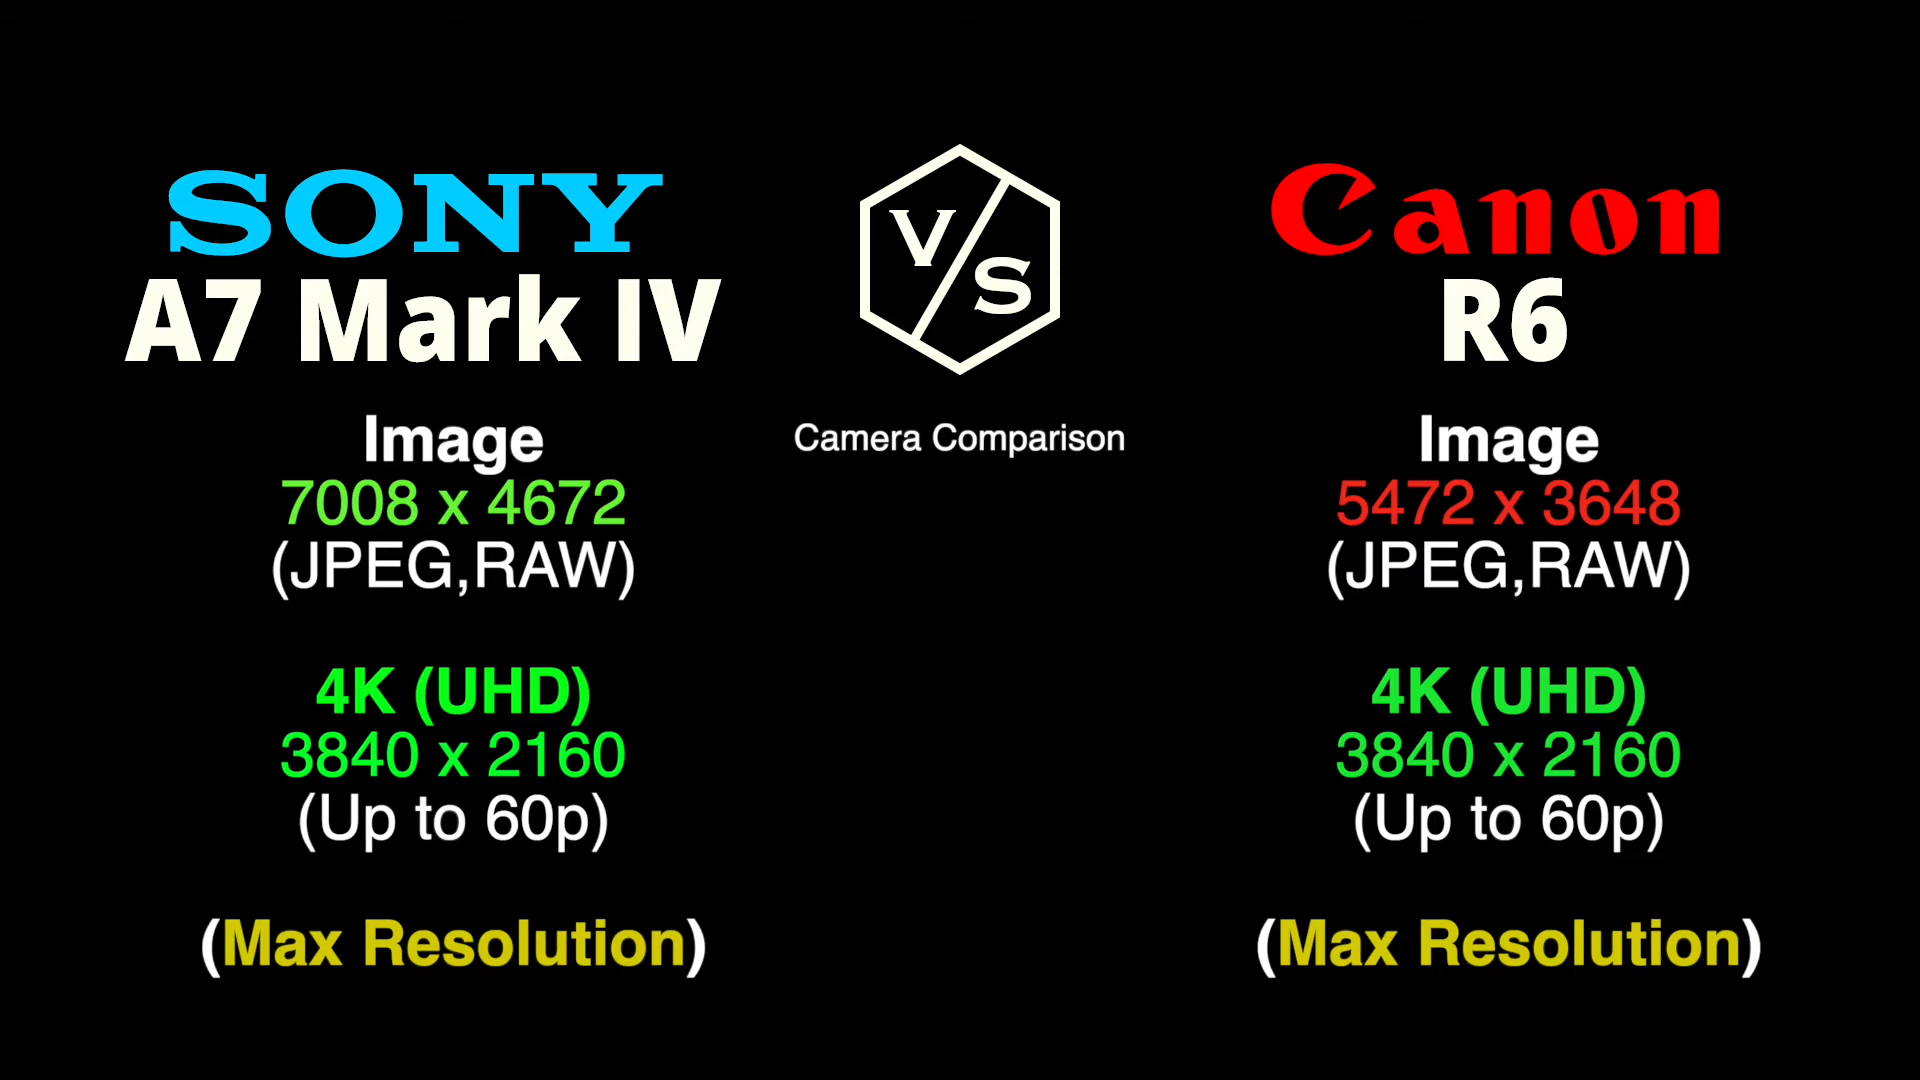 SONY
A7 Mark IV
Image
7008 x 4672
(JPEG,RAW)
4K (UHD)
3840 x 2160
(Up to 60p)
(Max Resolution)
V/S
Camera Comparison
Canon
R6
Image
5472 x 3648
(JPEG,RAW)
4K (UHD)
3840 x 2160
(Up to 60p)
(Max Resolution)